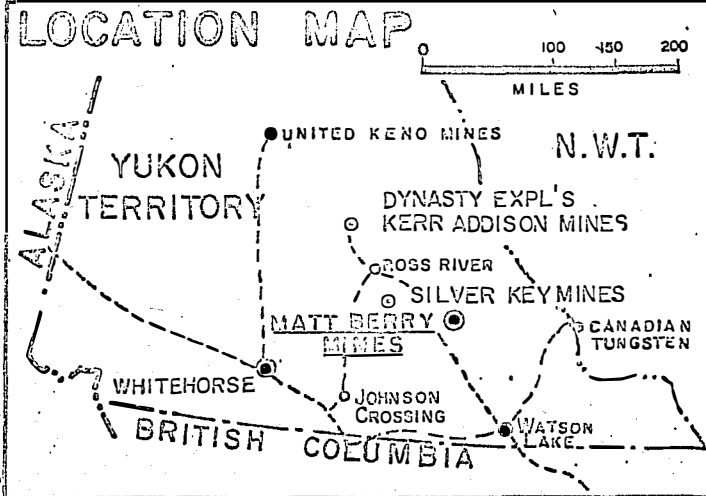 LOCATION MAP
0 100 150 200
MILES
UNITED KENO MINES
N.W.T.
ALASKA
YUKON
TERRITORY
DYNASTY EXPL'S
KERR ADDISON MINES
ROSS RIVER
SILVER KEY MINES
MATT BERRY
MINES
CANADIAN
TUNGSTEN
WHITEHORSE
JOHNSON
CROSSING
WATSON
LAKE
BRITISH COLUMBIA